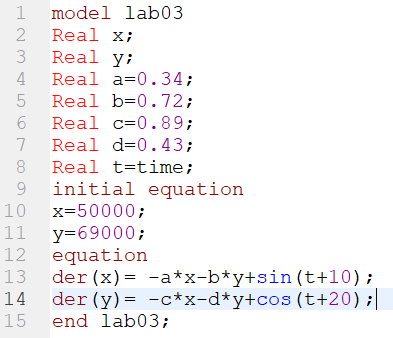 1 model lab03
2 Real x;
3 Real y;
4 Real a=0.34;
5 Real b=0.72;
6 Real c=0.89;
7 Real d=0.43;
8 Real t=time;
9 initial equation
10 x=50000;
11 y=69000;
12 equation
13 der(x)= -a*x-b*y+sin(t+10);
14 der(y)= -c*x-d*y+cos(t+20);
15 end lab03;